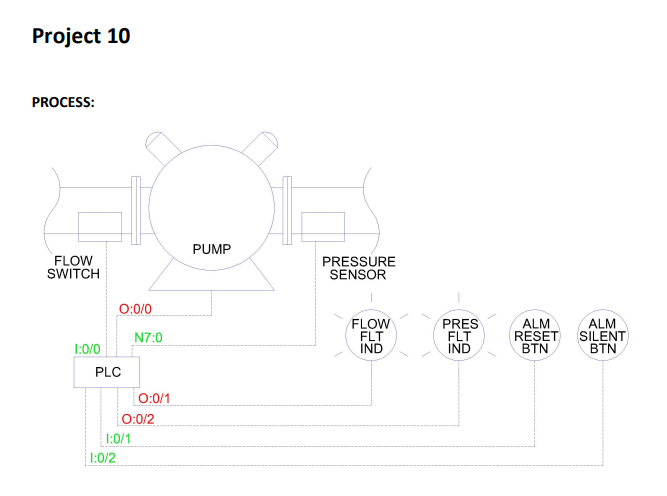 Project 10
PROCESS:
PUMP
FLOW
SWITCH
PRESSURE
SENSOR
O:0/0
N7:0
I:0/0
PLC
FLOW
FLT
IND
PRES
FLT
IND
ALM
RESET
BTN
ALM
SILENT
BTN
O:0/1
O:0/2
I:0/1
I:0/2